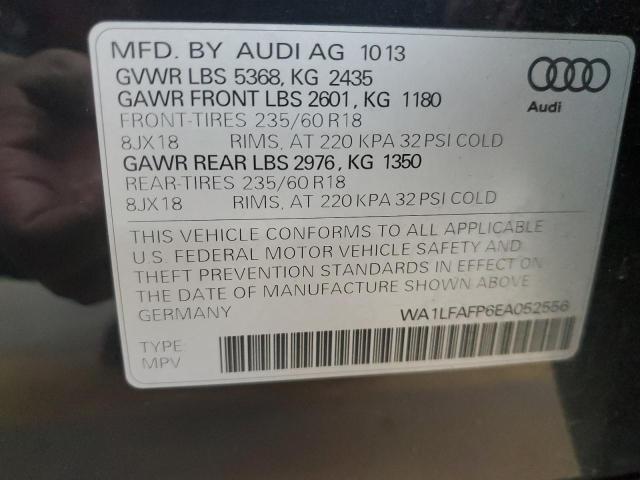 MFD. BY AUDI AG 10 13
GVWR LBS 5368, KG 2435
GAWR FRONT LBS 2601, KG 1180
FRONT-TIRES 235/60 R18
8JX18 RIMS, AT 220 KPA 32 PSI COLD
GAWR REAR LBS 2976, KG 1350
REAR-TIRES 235/60 R18
8JX18 RIMS, AT 220 KPA 32 PSI COLD
Audi
THIS VEHICLE CONFORMS TO ALL APPLICABLE
U.S. FEDERAL MOTOR VEHICLE SAFETY AND
THEFT PREVENTION STANDARDS IN EFFECT ON
THE DATE OF MANUFACTURE SHOWN ABOVE
GERMANY WA1LFAFP6EA052556
TYPE:
MPV